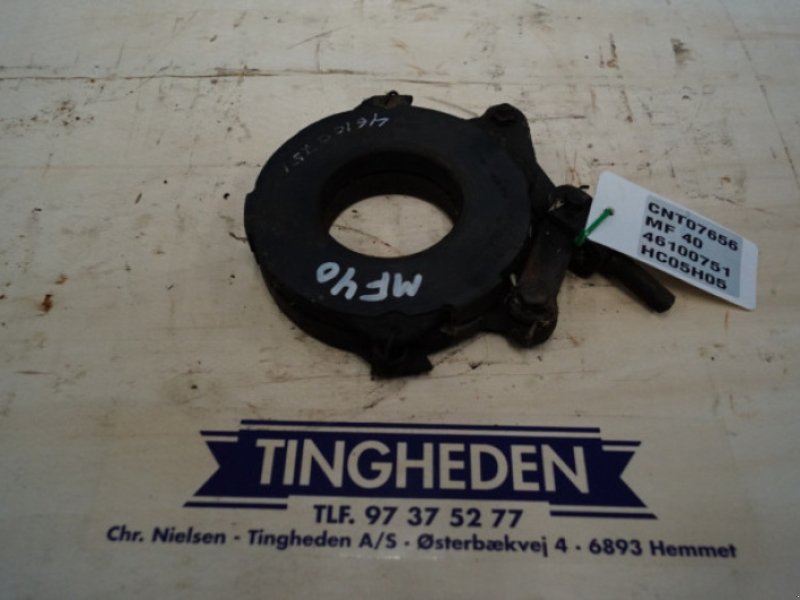 46100751
MF40
CNT07656
MF 40
46100751
HC05H05
TINGHEDEN
TLF. 97 37 52 77
Chr. Nielsen - Tingheden A/S - Østerbækvej 4 - 6893 Hemmet